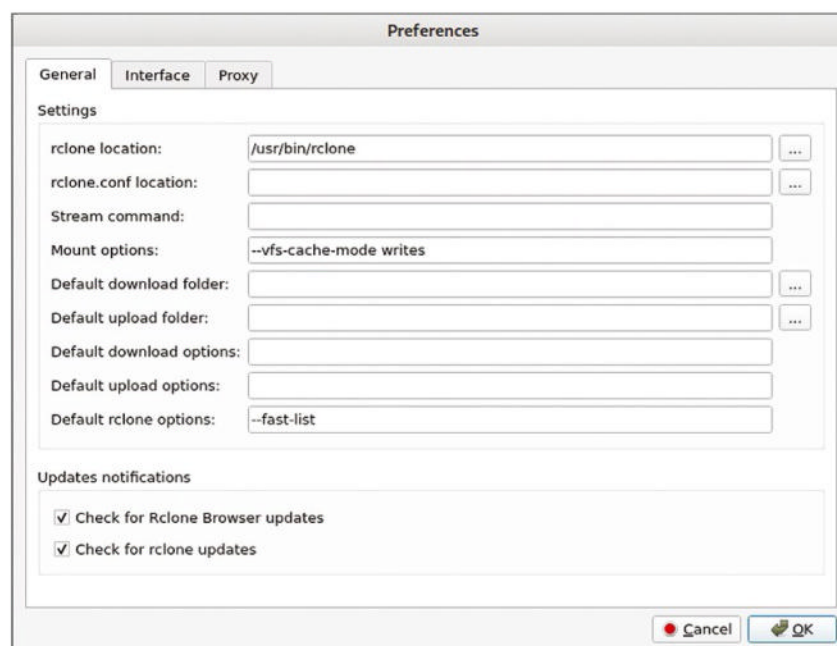 Preferences
General Interface Proxy
Settings
rclone location: /usr/bin/rclone ...
rclone.conf location: ...
Stream command:
Mount options: --vfs-cache-mode writes
Default download folder: ...
Default upload folder: ...
Default download options:
Default upload options:
Default rclone options: --fast-list
Updates notifications
Check for Rclone Browser updates
Check for rclone updates
Cancel OK